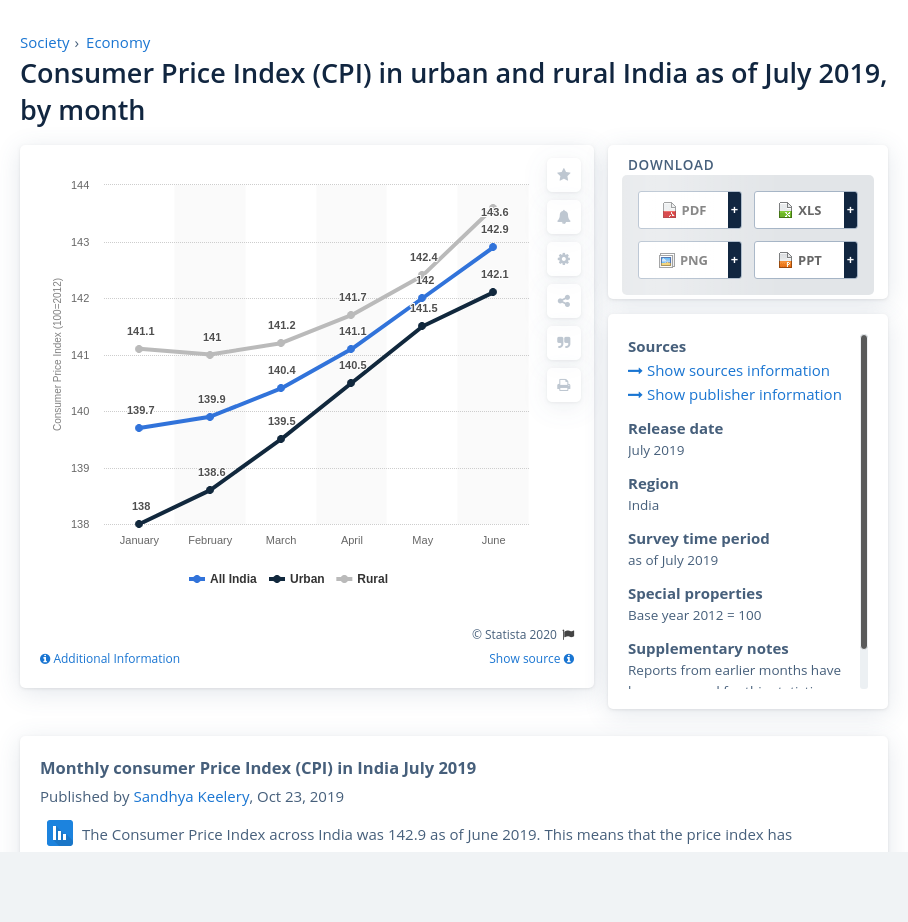 Society › Economy
Consumer Price Index (CPI) in urban and rural India as of July 2019,
by month
Consumer Price Index (100=2012)
144
143
142
141
140
139
138
141.1
141
141.2
141.7
142.4
143.6
139.7
139.9
140.4
141.1
142
142.9
138
138.6
139.5
140.5
141.5
142.1
January February March April May June
All India Urban Rural
© Statista 2020
Additional Information Show source
DOWNLOAD
PDF + XLS +
PNG + PPT +
Sources
Show sources information
Show publisher information
Release date
July 2019
Region
India
Survey time period
as of July 2019
Special properties
Base year 2012 = 100
Supplementary notes
Reports from earlier months have
Monthly consumer Price Index (CPI) in India July 2019
Published by Sandhya Keelery, Oct 23, 2019
The Consumer Price Index across India was 142.9 as of June 2019. This means that the price index has